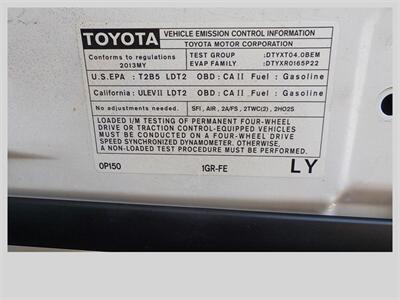 TOYOTA VEHICLE EMISSION CONTROL INFORMATION
TOYOTA MOTOR CORPORATION
Conforms to regulations TEST GROUP :DTYXT04.0BEM
2013MY EVAP FAMILY :DTYXR0165P22
U.S.EPA : T2B5 LDT2 OBD: CA II Fuel : Gasoline
California: ULEVII LDT2 OBD: CA II Fuel : Gasoline
No adjustments needed. SFI , AIR , 2A/FS, 2TWC(2) , 2HO2S
LOADED I/M TESTING OF PERMANENT FOUR-WHEEL
DRIVE OR TRACTION CONTROL-EQUIPPED VEHICLES
MUST BE CONDUCTED ON A FOUR-WHEEL DRIVE
SPEED SYNCHRONIZED DYNAMOMETER. OTHERWISE,
A NON-LOADED TEST PROCEDURE MUST BE PERFORMED.
0P150 1GR-FE LY